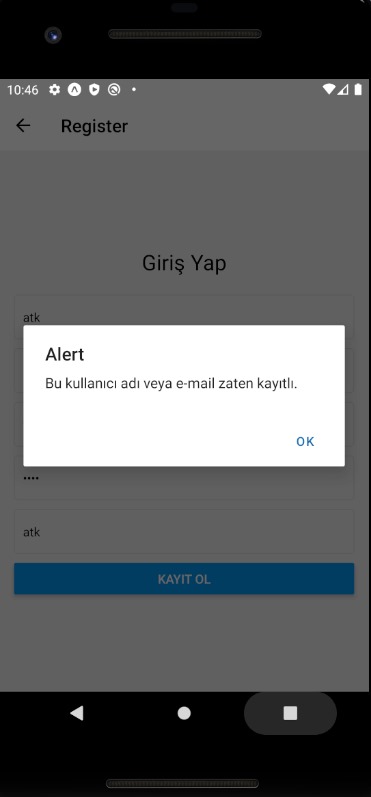 10:46
Register
Giriş Yap
atk
Alert
Bu kullanıcı adı veya e-mail zaten kayıtlı.
OK
••••
atk
KAYIT OL